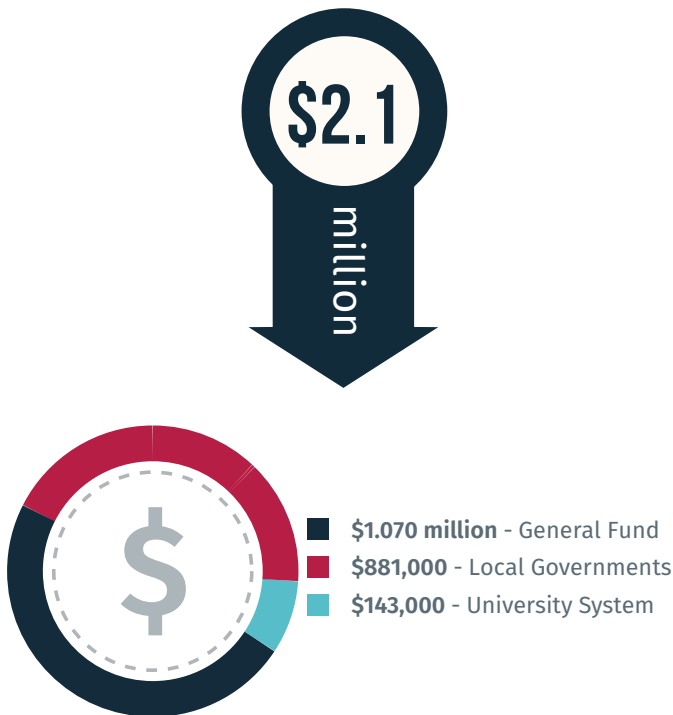 $2.1
million
$
$1.070 million - General Fund
$881,000 - Local Governments
$143,000 - University System